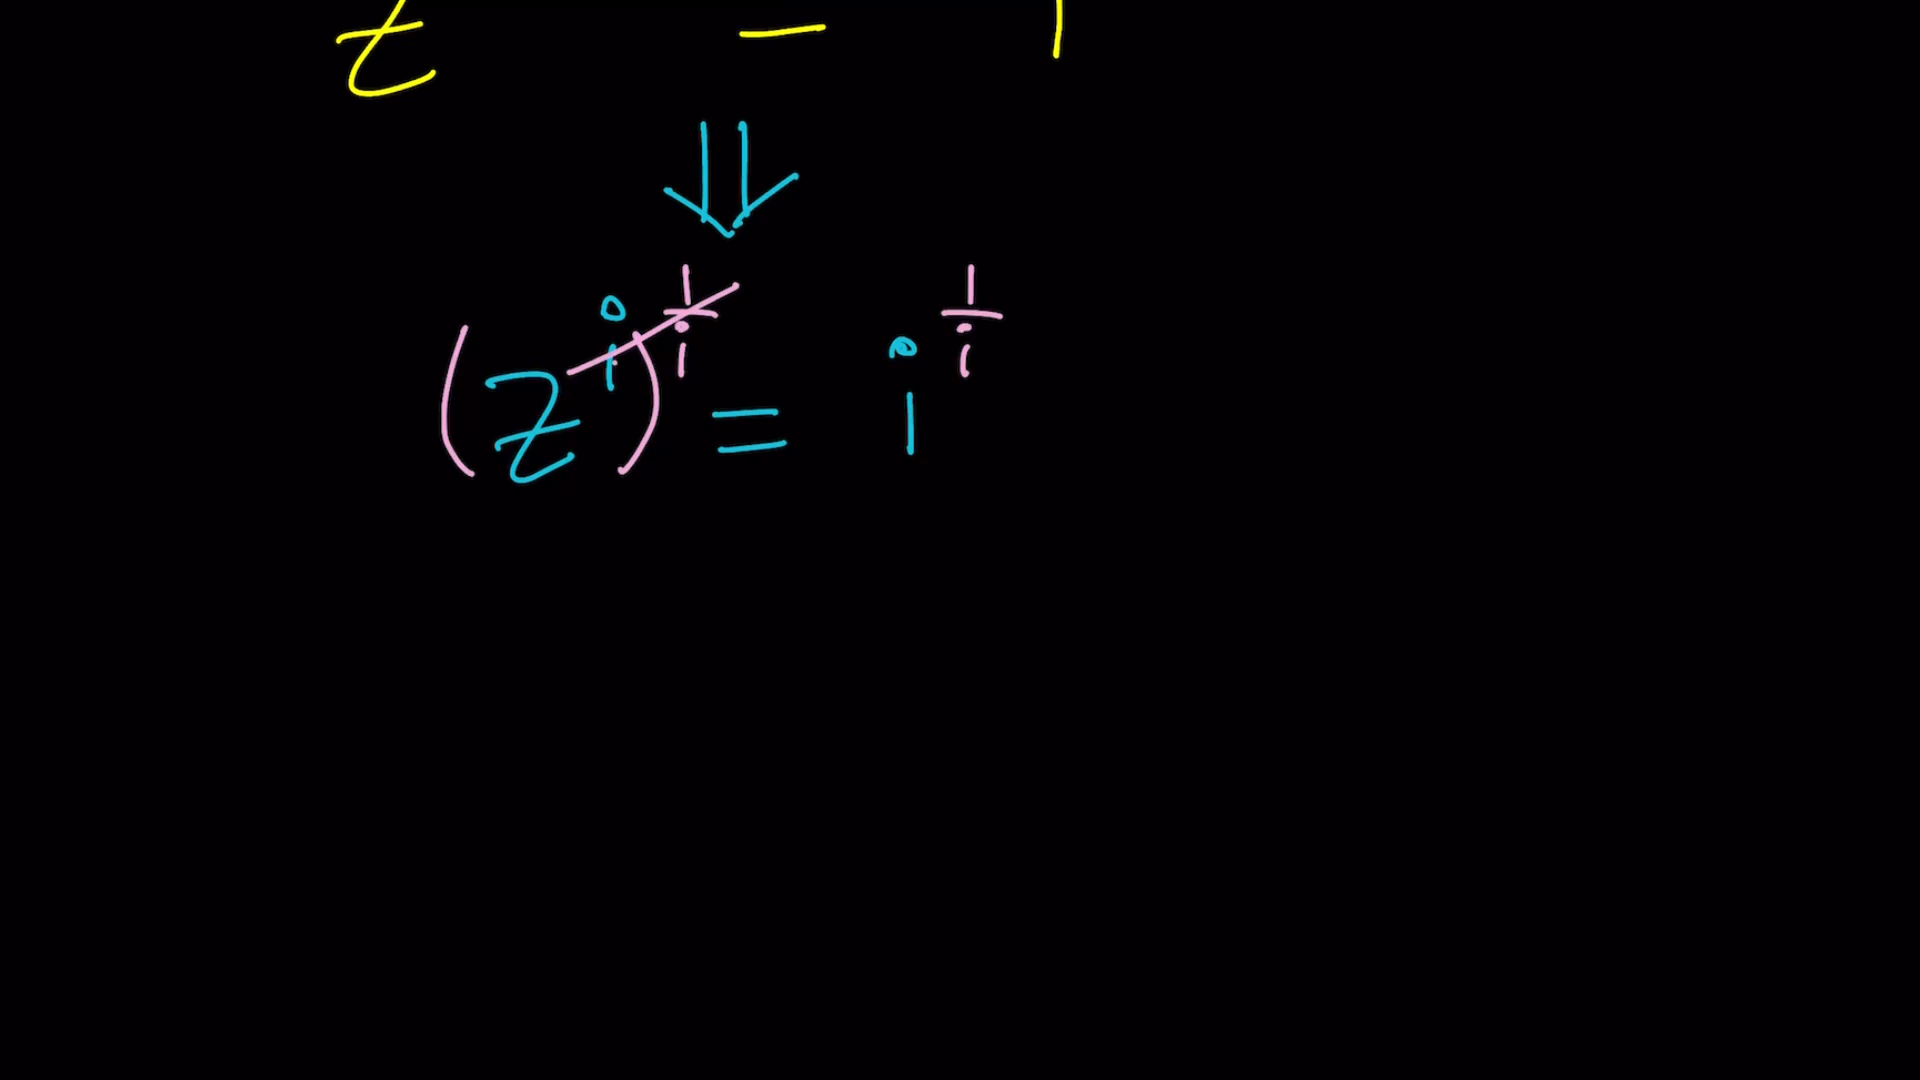 z = i
⇓
(z^i)^(1/i) = i^(1/i)